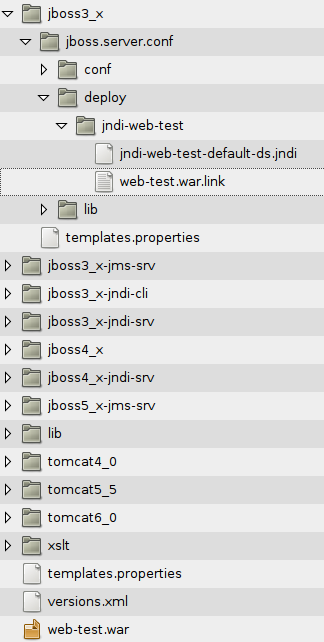 jboss3_x
jboss.server.conf
conf
deploy
jndi-web-test
jndi-web-test-default-ds.jndi
web-test.war.link
lib
templates.properties
jboss3_x-jms-srv
jboss3_x-jndi-cli
jboss3_x-jndi-srv
jboss4_x
jboss4_x-jndi-srv
jboss5_x-jms-srv
lib
tomcat4_0
tomcat5_5
tomcat6_0
xslt
templates.properties
versions.xml
web-test.war